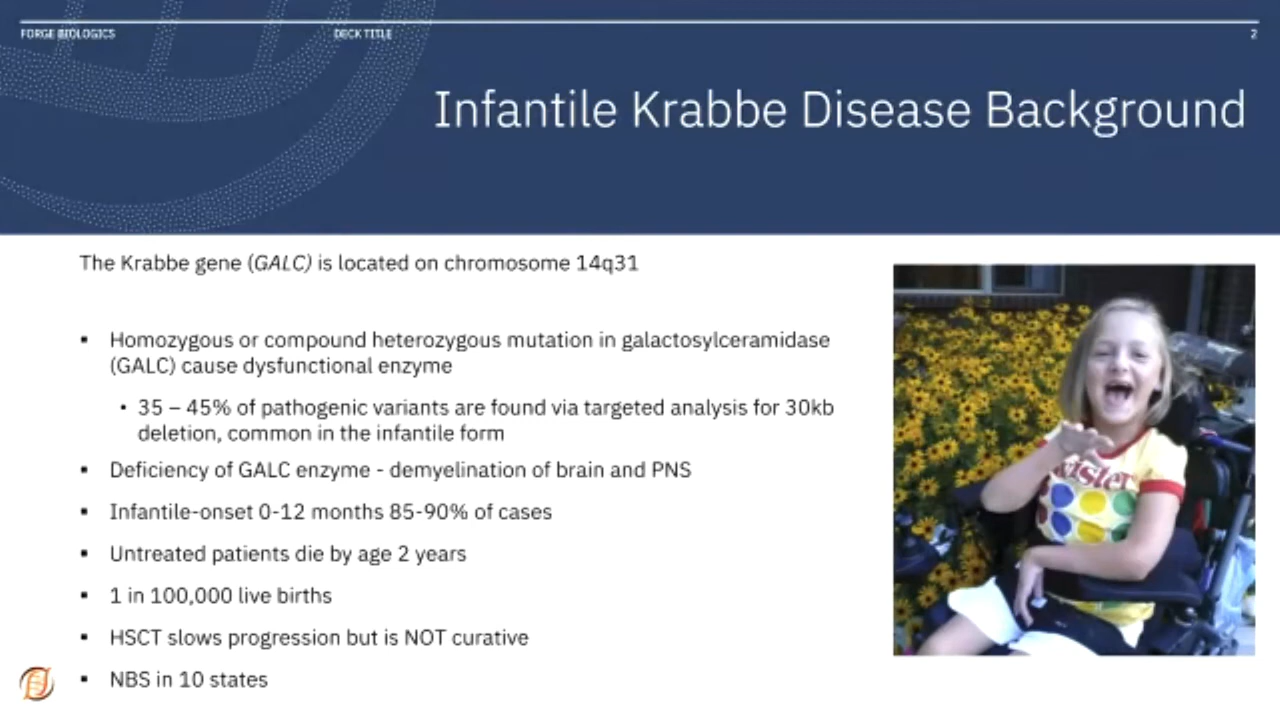 FORGE BIOLOGICS
DECK TITLE
2
Infantile Krabbe Disease Background
The Krabbe gene (GALC) is located on chromosome 14q31
▪ Homozygous or compound heterozygous mutation in galactosylceramidase
(GALC) cause dysfunctional enzyme
• 35 – 45% of pathogenic variants are found via targeted analysis for 30kb
deletion, common in the infantile form
▪ Deficiency of GALC enzyme - demyelination of brain and PNS
▪ Infantile-onset 0-12 months 85-90% of cases
▪ Untreated patients die by age 2 years
▪ 1 in 100,000 live births
▪ HSCT slows progression but is NOT curative
▪ NBS in 10 states